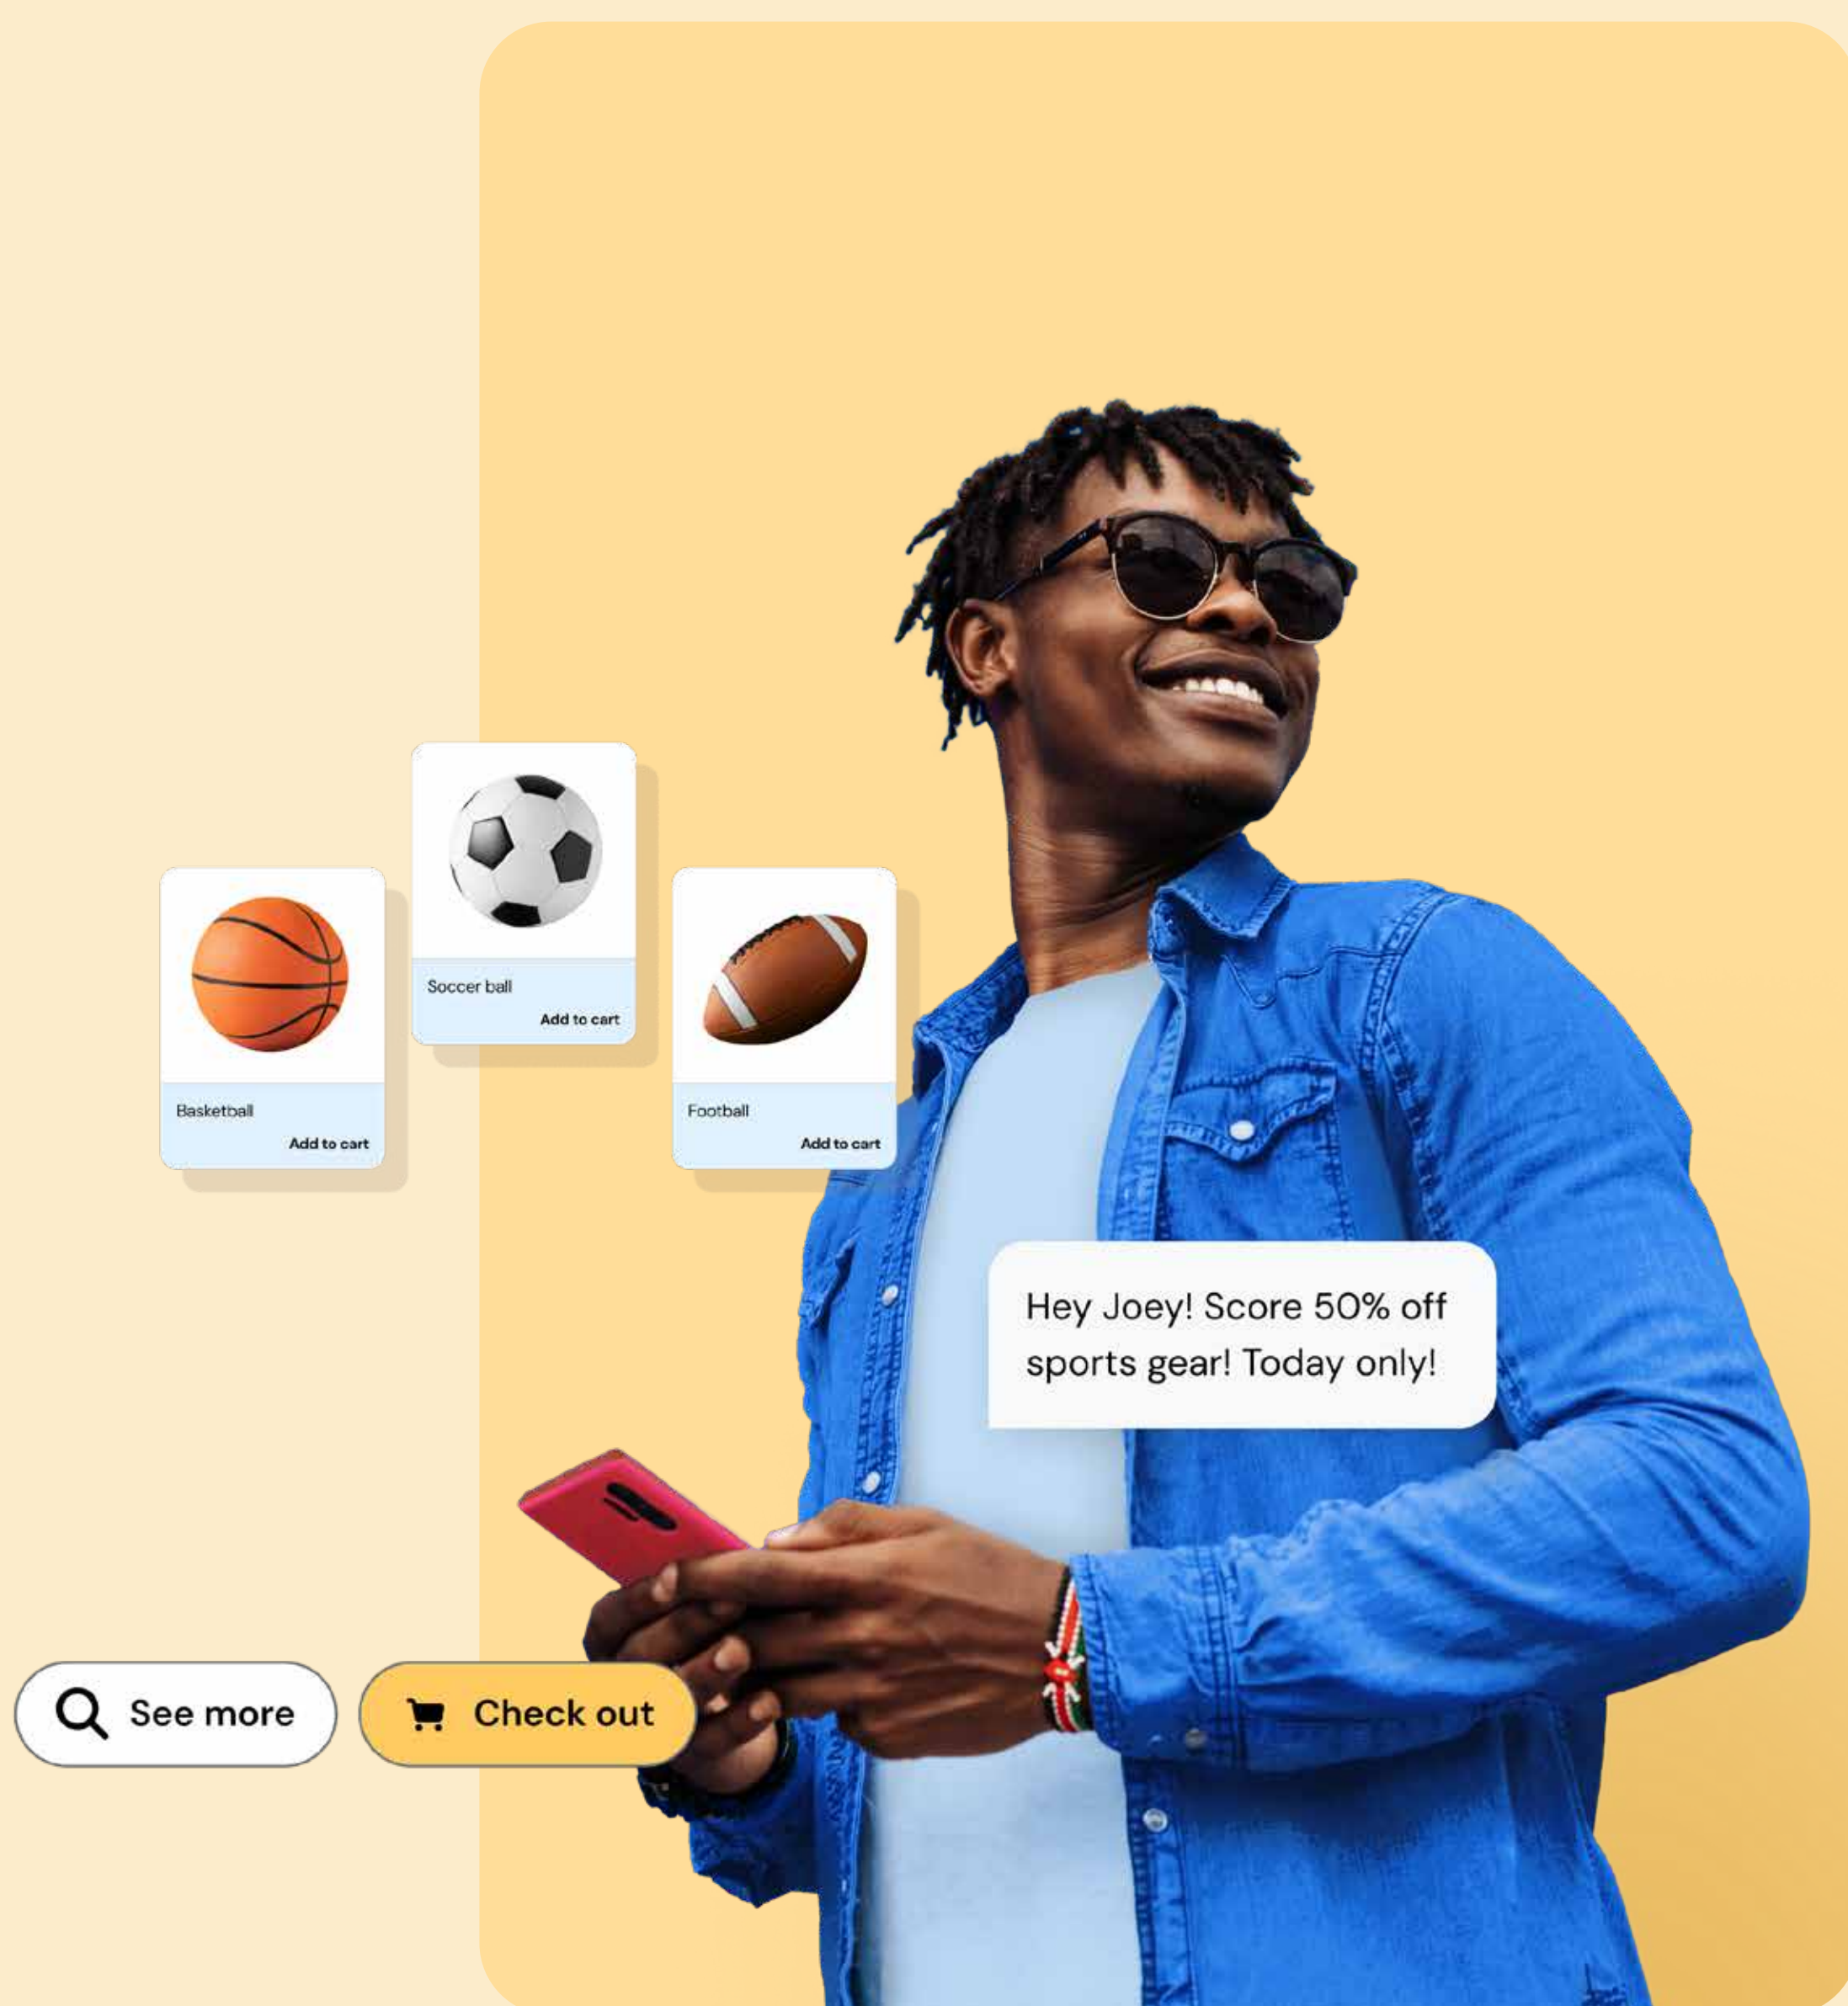 Soccer ball
Add to cart
Basketball
Add to cart
Football
Add to cart
Hey Joey! Score 50% off
sports gear! Today only!
See more
Check out